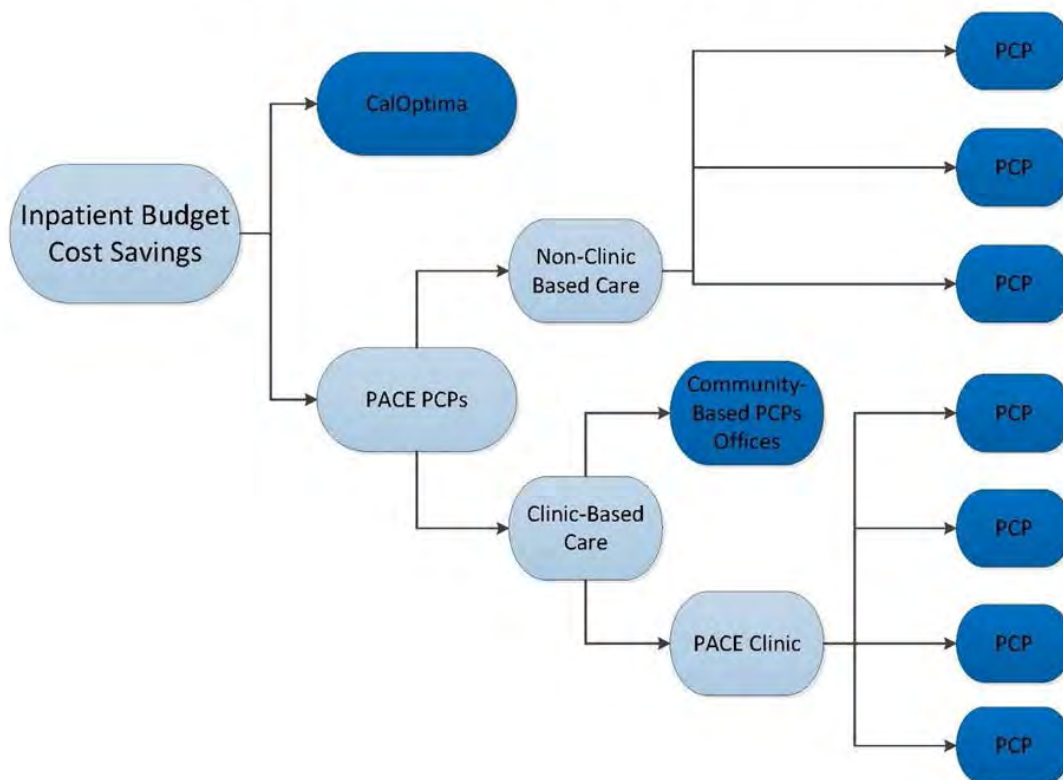 PCP
CalOptima
PCP
Inpatient Budget
Cost Savings
Non-Clinic
Based Care
PCP
PACE PCPs
Community-
Based PCPs
Offices
PCP
Clinic-Based
Care
PCP
PACE Clinic
PCP
PCP